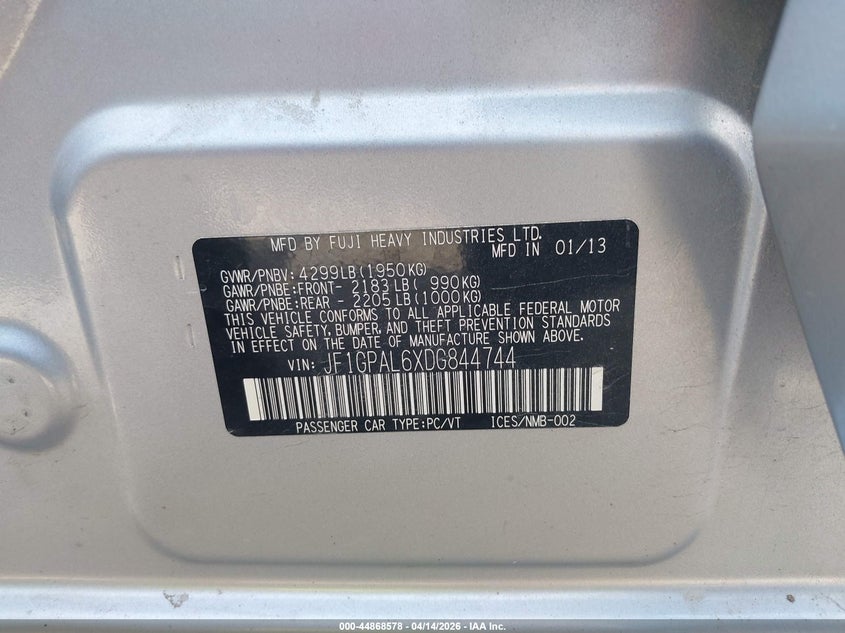 MFD BY FUJI HEAVY INDUSTRIES LTD.
MFD IN 01/13
GVWR/PNBV: 4299LB(1950KG)
GAWR/PNBE:FRONT- 2183LB( 990KG)
GAWR/PNBE:REAR - 2205LB(1000KG)
THIS VEHICLE CONFORMS TO ALL APPLICABLE FEDERAL MOTOR
VEHICLE SAFETY, BUMPER, AND THEFT PREVENTION STANDARDS
IN EFFECT ON THE DATE OF MANUFACTURE SHOWN ABOVE.
VIN: JF1GPAL6XDG844744
PASSENGER CAR TYPE:PC/VT ICES/NMB-002
000-44868578 - 04/14/2026 - IAA Inc.